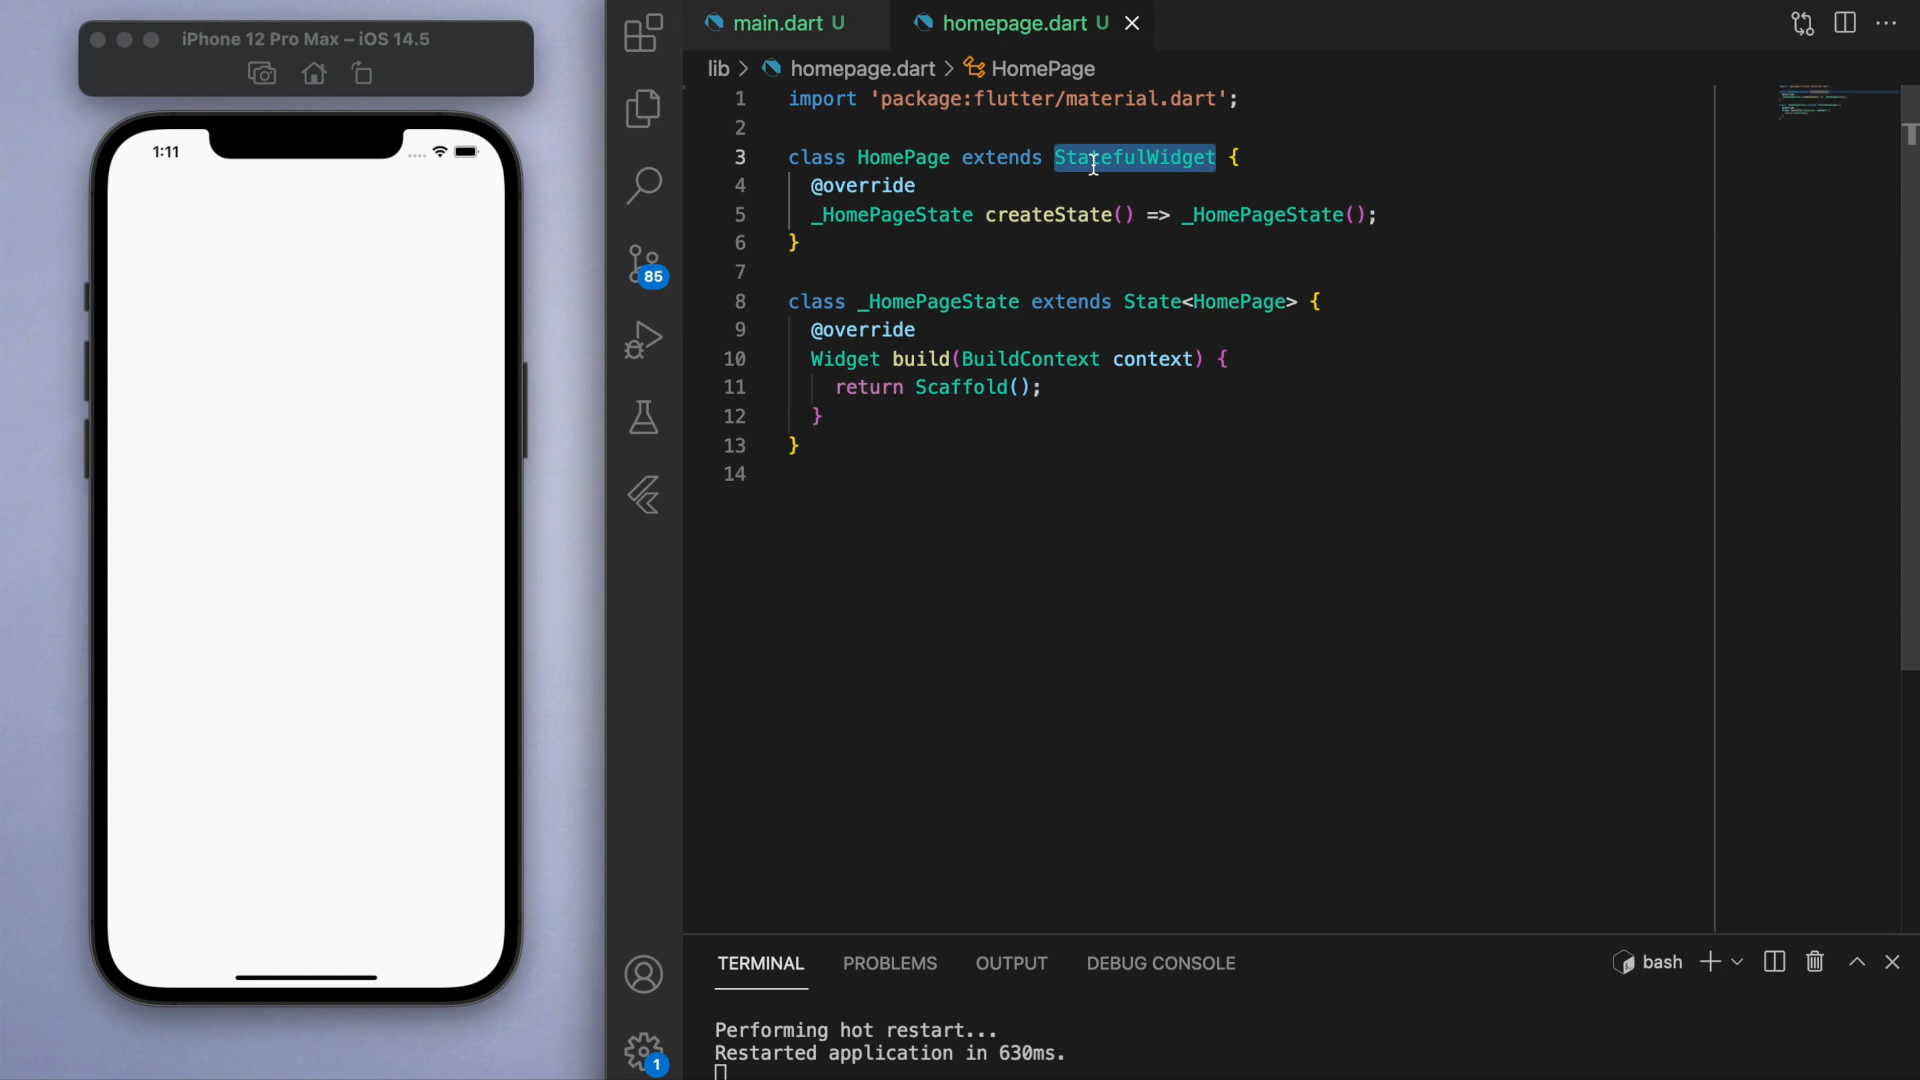 iPhone 12 Pro Max – iOS 14.5
1:11
85
1
main.dart U
homepage.dart U
lib > homepage.dart > HomePage
1 import 'package:flutter/material.dart';
2
3 class HomePage extends StatefulWidget {
4 @override
5 _HomePageState createState() => _HomePageState();
6 }
7
8 class _HomePageState extends State<HomePage> {
9 @override
10 Widget build(BuildContext context) {
11 return Scaffold();
12 }
13 }
14
TERMINAL PROBLEMS OUTPUT DEBUG CONSOLE
bash
Performing hot restart...
Restarted application in 630ms.